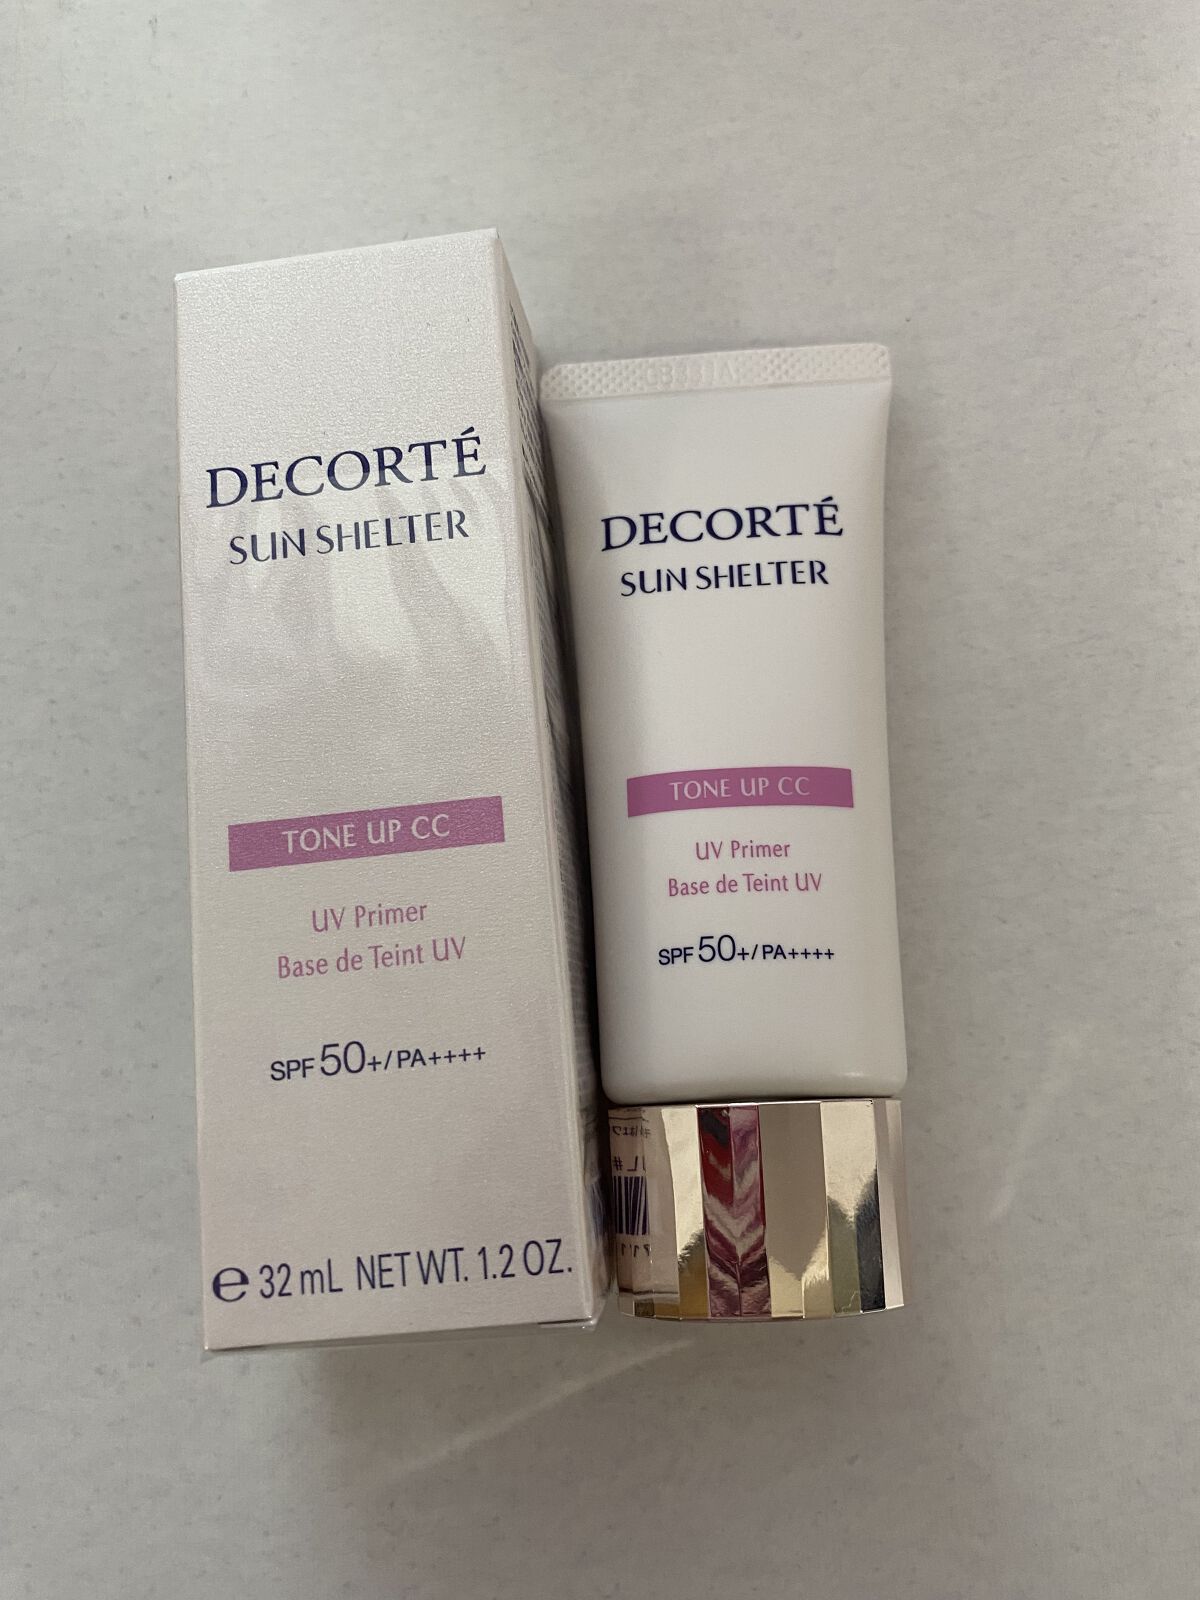 DECORTÉ
SUN SHELTER
TONE UP CC
UV Primer
Base de Teint UV
SPF 50+/PA++++
℮ 32 mL NET WT. 1.2 OZ.
DECORTÉ
SUN SHELTER
TONE UP CC
UV Primer
Base de Teint UV
SPF 50+/PA++++